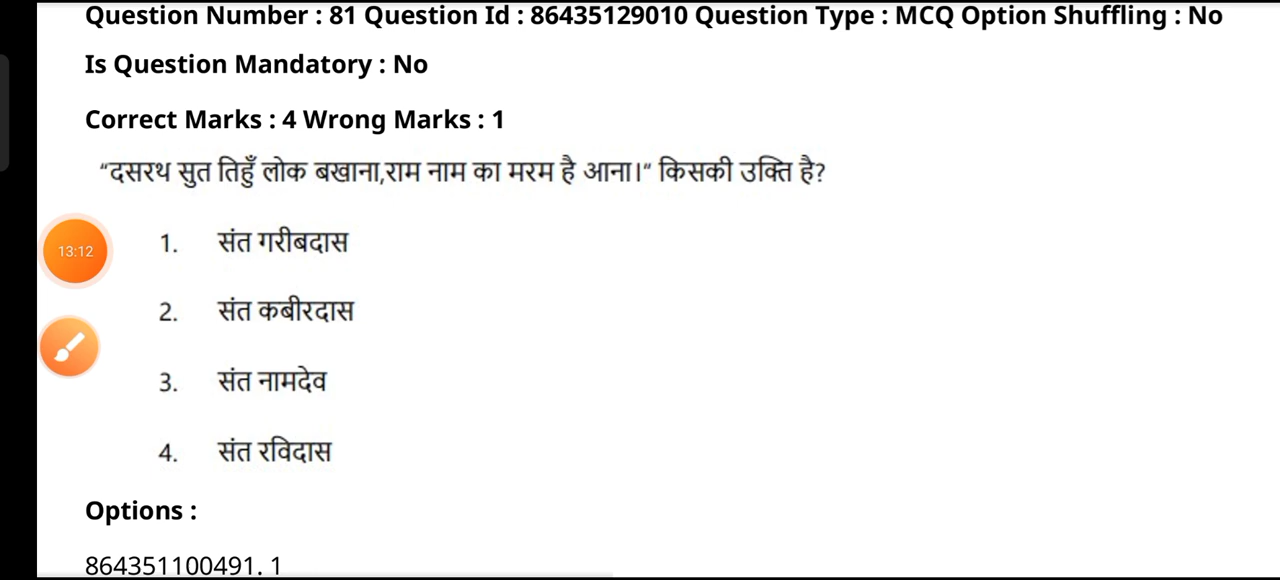 Question Number : 81 Question Id : 86435129010 Question Type : MCQ Option Shuffling : No
Is Question Mandatory : No
Correct Marks : 4 Wrong Marks : 1
“दसरथ सुत तिहुँ लोक बखाना,राम नाम का मरम है आना।“ किसकी उक्ति है?
1. संत गरीबदास
13:12
2. संत कबीरदास
3. संत नामदेव
4. संत रविदास
Options :
864351100491. 1